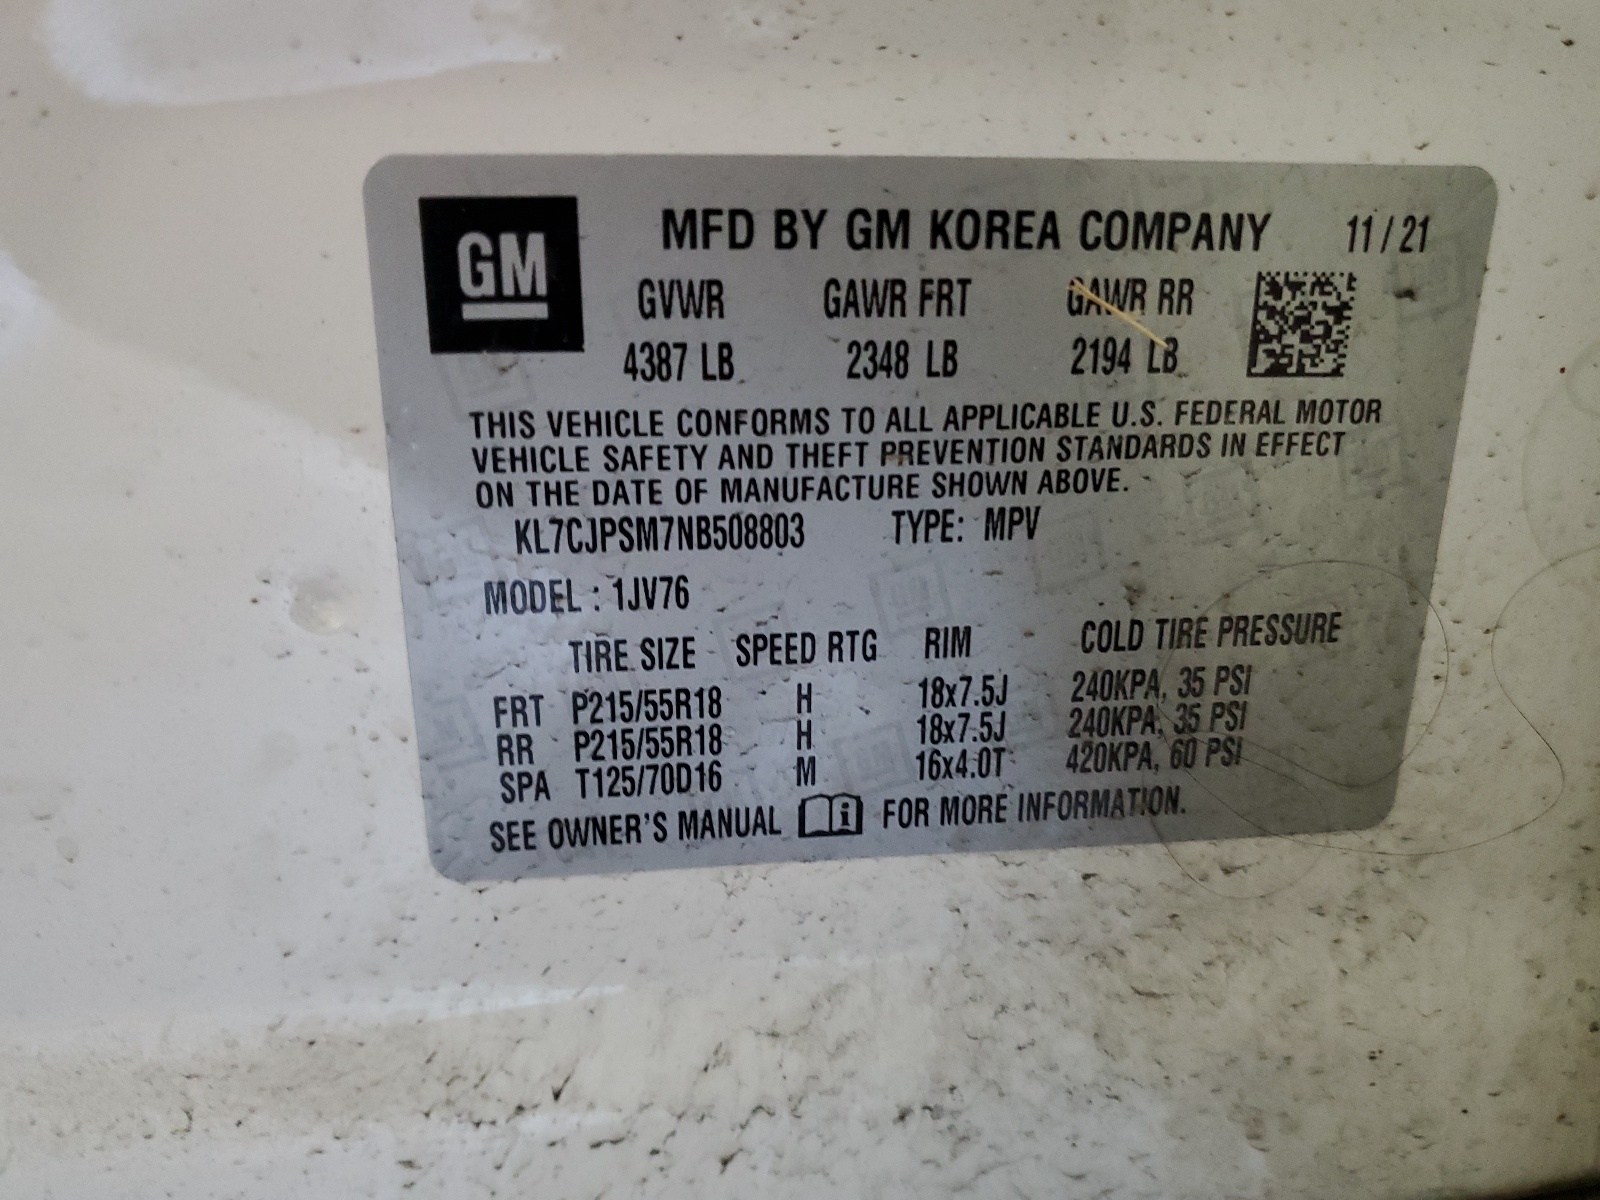 GM
MFD BY GM KOREA COMPANY 11/21
GVWR GAWR FRT GAWR RR
4387 LB 2348 LB 2194 LB
THIS VEHICLE CONFORMS TO ALL APPLICABLE U.S. FEDERAL MOTOR
VEHICLE SAFETY AND THEFT PREVENTION STANDARDS IN EFFECT
ON THE DATE OF MANUFACTURE SHOWN ABOVE.
KL7CJPSM7NB508803 TYPE: MPV
MODEL : 1JV76
TIRE SIZE SPEED RTG RIM COLD TIRE PRESSURE
FRT P215/55R18 H 18x7.5J 240KPA, 35 PSI
RR P215/55R18 H 18x7.5J 240KPA, 35 PSI
SPA T125/70D16 M 16x4.0T 420KPA, 60 PSI
SEE OWNER'S MANUAL i FOR MORE INFORMATION.